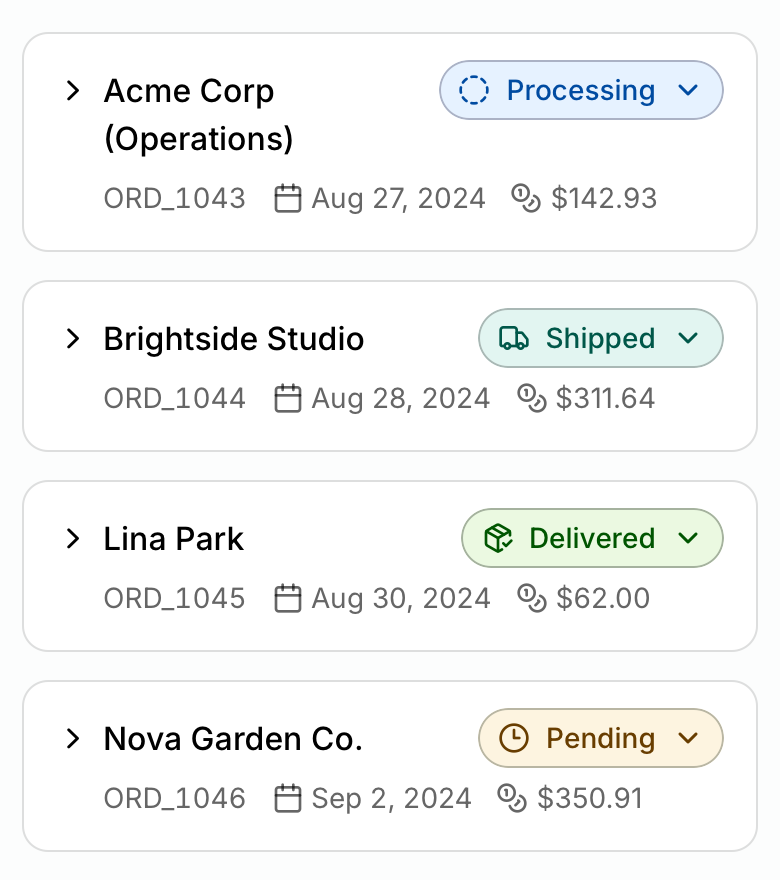 Acme Corp
(Operations)
Processing
ORD_1043 Aug 27, 2024 $142.93
Brightside Studio
Shipped
ORD_1044 Aug 28, 2024 $311.64
Lina Park
Delivered
ORD_1045 Aug 30, 2024 $62.00
Nova Garden Co.
Pending
ORD_1046 Sep 2, 2024 $350.91